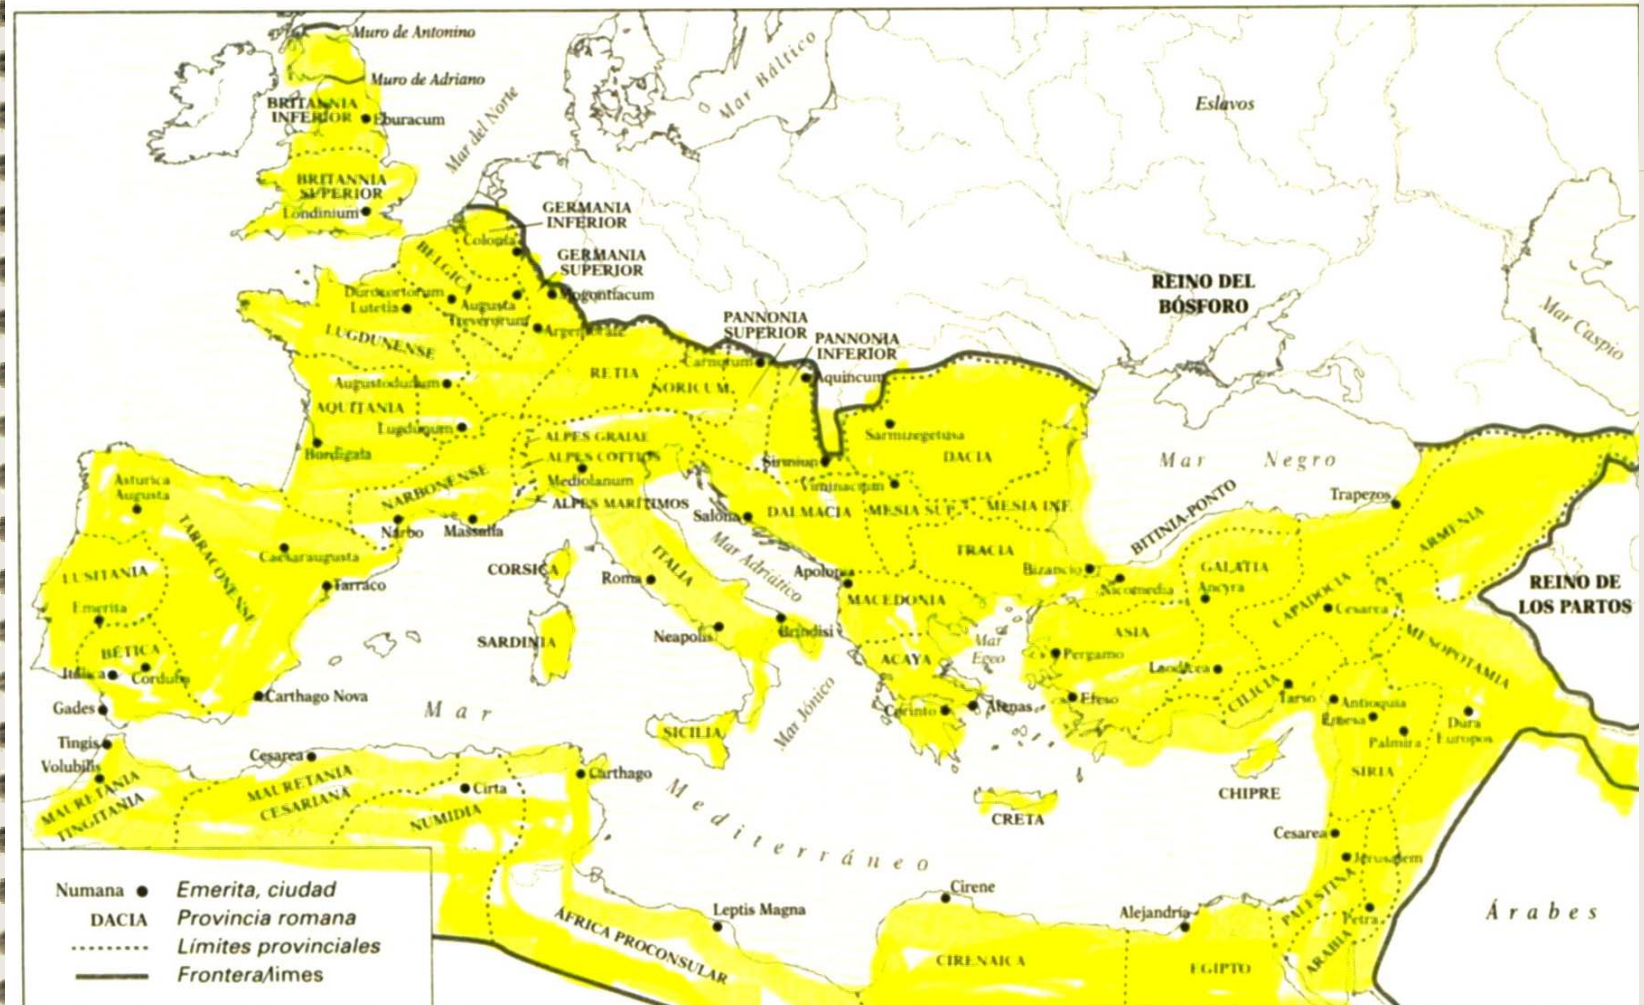 Muro de Antonino
Muro de Adriano
BRITANNIA
INFERIOR
Eburacum
BRITANNIA
SUPERIOR
Londinium
Mar del Norte
Mar Báltico
Eslavos
GERMANIA
INFERIOR
Colonia
GERMANIA
SUPERIOR
Mogontiacum
BELGICA
Durocortorum
Lutetia
Augusta
Treverorum
Argentorate
LUGDUNENSE
Augustodunum
AQUITANIA
Lugdunum
Burdigala
RETIA
NORICUM
Carnutum
PANNONIA
SUPERIOR
PANNONIA
INFERIOR
Aquincum
REINO DEL
BÓSFORO
Mar Caspio
ALPES GRAIAE
ALPES COTTIOS
Mediolanum
ALPES MARÍTIMOS
NARBONENSE
Narbo
Massilia
Asturica
Augusta
TARRACONENSE
Caesaraugusta
Tarraco
LUSITANIA
Emerita
BÉTICA
Itálica
Corduba
Gades
Carthago Nova
CORSICA
SARDINIA
Roma
ITALIA
Neapolis
Brindisi
SICILIA
Mar Adriático
Mar Jónico
Salona
DALMACIA
Sirmium
Viminacium
Sarmizegetusa
DACIA
MESIA SUP.
MESIA INF.
TRACIA
Apolonia
MACEDONIA
ACAYA
Corinto
Atenas
Mar
Egeo
Bizancio
Nicomedia
BITINIA-PONTO
Mar Negro
Trapezos
ARMENIA
GALATIA
Ancyra
CAPADOCIA
Cesarea
ASIA
Pergamo
Laodicea
Efeso
CILICIA
Tarso
Antioquia
Emesa
Palmira
Dura
Europos
MESOPOTAMIA
REINO DE
LOS PARTOS
SIRIA
CHIPRE
CRETA
Mar
Mediterráneo
Tingis
Volubilis
MAURETANIA
TINGITANIA
Cesarea
MAURETANIA
CESARIANA
Cirta
NUMIDIA
Carthago
ÁFRICA PROCONSULAR
Leptis Magna
Cirene
CIRENAICA
Alejandría
EGIPTO
Cesarea
Jerusalem
PALESTINA
Petra
ARABIA
Árabes
Numana ● Emerita, ciudad
DACIA Provincia romana
Límites provinciales
Frontera/limes